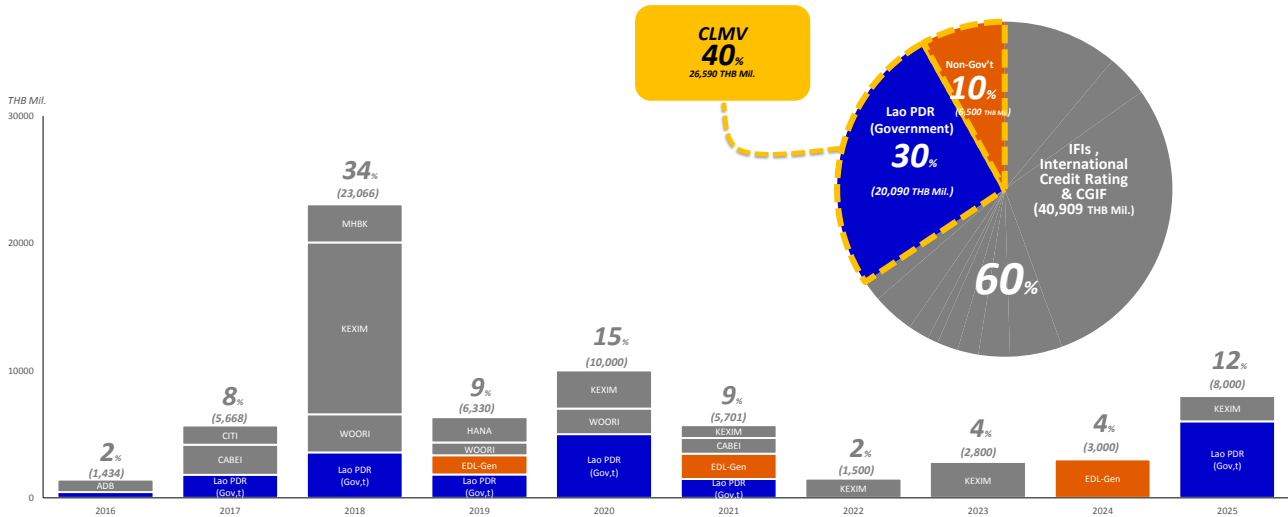 CLMV
40%
26,590 THB Mil.
Non-Gov't
10%
(6,500 THB Mil.)
Lao PDR
(Government)
30%
(20,090 THB Mil.)
IFIs ,
International
Credit Rating
& CGIF
(40,909 THB Mil.)
60%
THB Mil.
30000
20000
10000
0
2%
(1,434)
ADB
2016
8%
(5,668)
CITI
CABEI
Lao PDR
(Gov,t)
2017
34%
(23,066)
MHBK
KEXIM
WOORI
Lao PDR
(Gov,t)
2018
9%
(6,330)
HANA
WOORI
EDL-Gen
Lao PDR
(Gov,t)
2019
15%
(10,000)
KEXIM
WOORI
Lao PDR
(Gov,t)
2020
9%
(5,701)
KEXIM
CABEI
EDL-Gen
Lao PDR
(Gov,t)
2021
2%
(1,500)
KEXIM
2022
4%
(2,800)
KEXIM
2023
4%
(3,000)
EDL-Gen
2024
12%
(8,000)
KEXIM
Lao PDR
(Gov,t)
2025